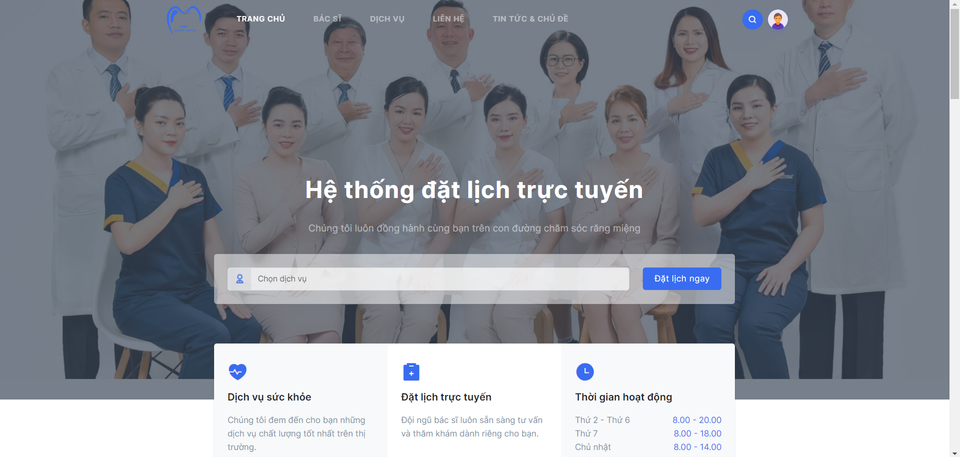 TRANG CHỦ BÁC SĨ DỊCH VỤ LIÊN HỆ TIN TỨC & CHỦ ĐỀ
Hệ thống đặt lịch trực tuyến
Chúng tôi luôn đồng hành cùng bạn trên con đường chăm sóc răng miệng
Chọn dịch vụ
Đặt lịch ngay
Dịch vụ sức khỏe
Chúng tôi đem đến cho bạn những
dịch vụ chất lượng tốt nhất trên thị
trường.
Đặt lịch trực tuyến
Đội ngũ bác sĩ luôn sẵn sàng tư vấn
và thăm khám dành riêng cho bạn.
Thời gian hoạt động
Thứ 2 - Thứ 6 8.00 - 20.00
Thứ 7 8.00 - 18.00
Chủ nhật 8.00 - 14.00